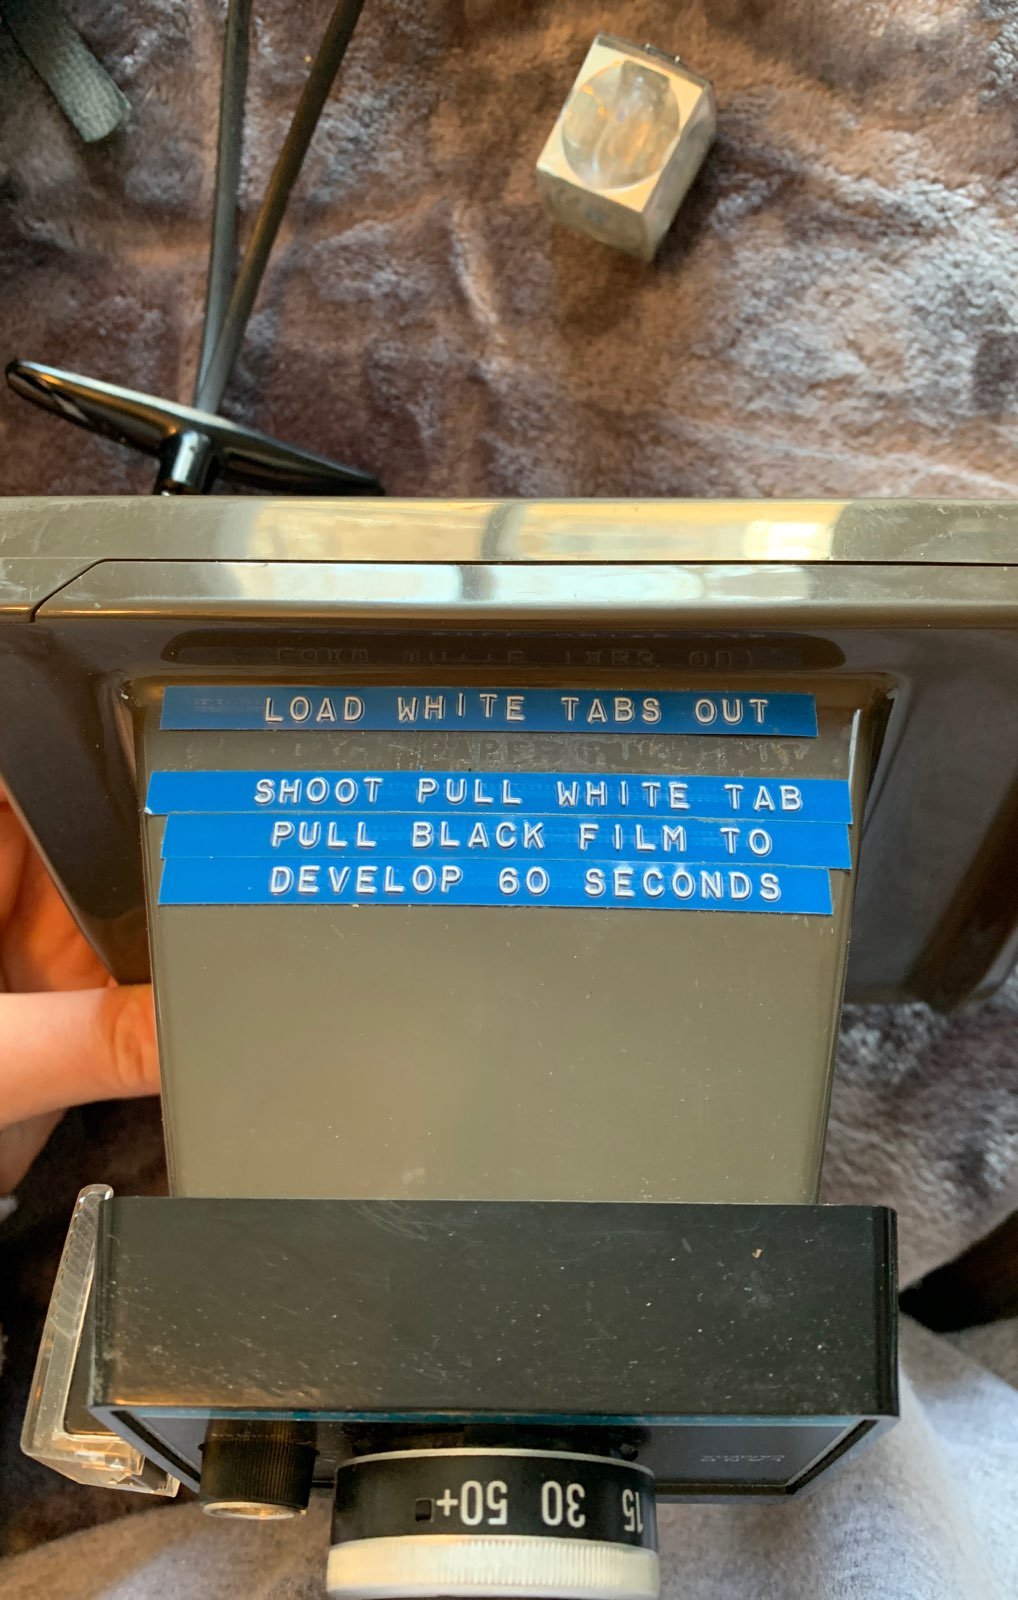 LOAD WHITE TABS OUT
SHOOT PULL WHITE TAB
PULL BLACK FILM TO
DEVELOP 60 SECONDS
15 30 50+